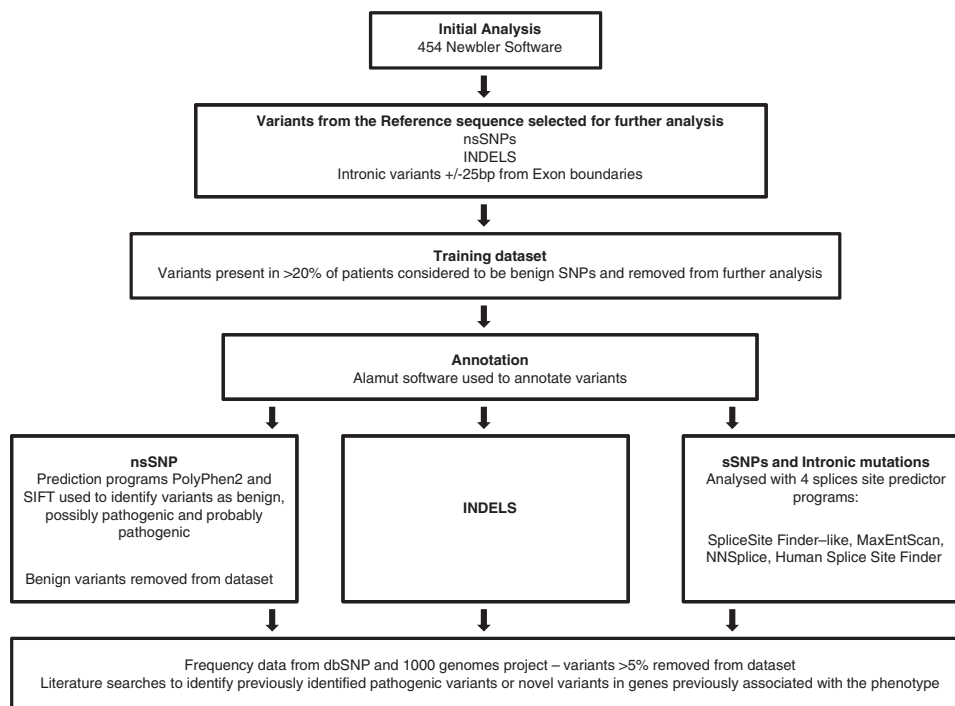 Initial Analysis
454 Newbler Software
Variants from the Reference sequence selected for further analysis
nsSNPs
INDELS
Intronic variants +/-25bp from Exon boundaries
Training dataset
Variants present in >20% of patients considered to be benign SNPs and removed from further analysis
Annotation
Alamut software used to annotate variants
nsSNP
Prediction programs PolyPhen2 and
SIFT used to identify variants as benign,
possibly pathogenic and probably
pathogenic
Benign variants removed from dataset
INDELS
sSNPs and Intronic mutations
Analysed with 4 splices site predictor
programs:
SpliceSite Finder–like, MaxEntScan,
NNSplice, Human Splice Site Finder
Frequency data from dbSNP and 1000 genomes project – variants >5% removed from dataset
Literature searches to identify previously identified pathogenic variants or novel variants in genes previously associated with the phenotype